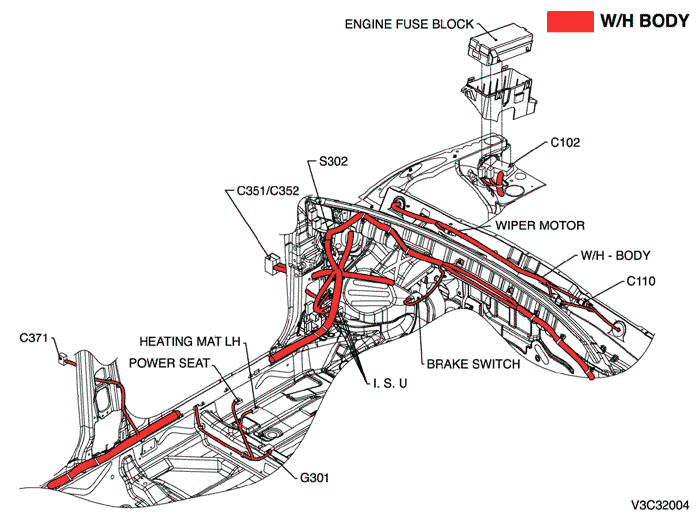 ENGINE FUSE BLOCK
W/H BODY
C102
S302
C351/C352
WIPER MOTOR
W/H - BODY
C110
C371
HEATING MAT LH
POWER SEAT
BRAKE SWITCH
I. S. U
G301
V3C32004